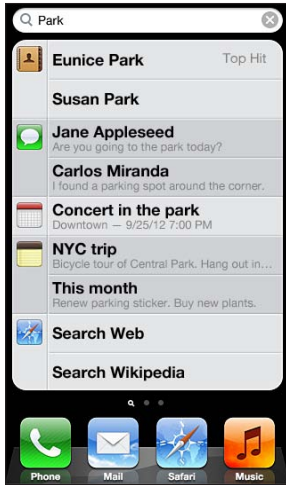 Park
Eunice Park Top Hit
Susan Park
Jane Appleseed
Are you going to the park today?
Carlos Miranda
I found a parking spot around the corner.
Concert in the park
Downtown — 9/25/12 7:00 PM
NYC trip
Bicycle tour of Central Park. Hang out in...
This month
Renew parking sticker. Buy new plants.
Search Web
Search Wikipedia
Phone Mail Safari Music